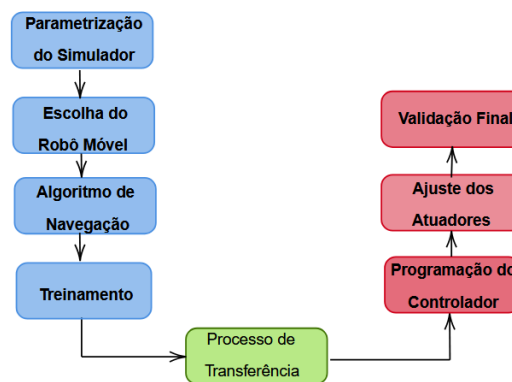 Parametrização
do Simulador
Escolha do
Robô Móvel
Algoritmo de
Navegação
Treinamento
Processo de
Transferência
Validação Final
Ajuste dos
Atuadores
Programação do
Controlador